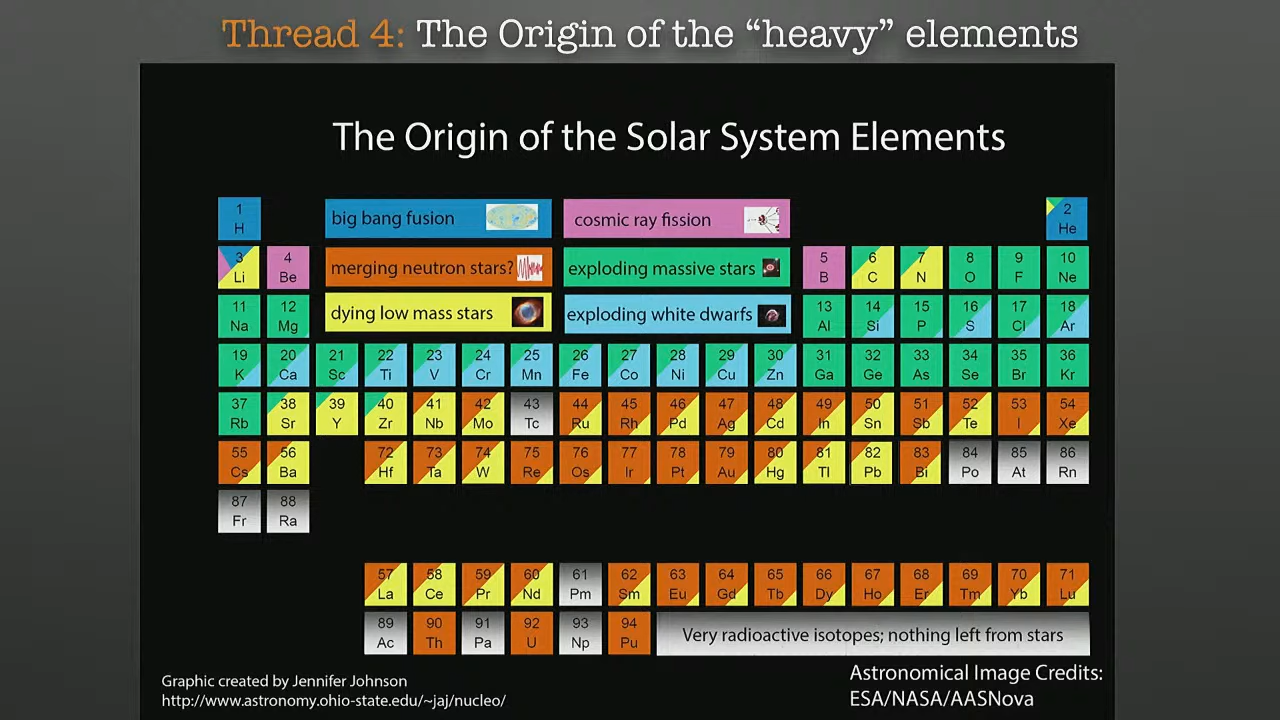 Thread 4: The Origin of the “heavy” elements
The Origin of the Solar System Elements
1 H
big bang fusion
cosmic ray fission
2 He
3 Li
4 Be
merging neutron stars?
exploding massive stars
5 B
6 C
7 N
8 O
9 F
10 Ne
11 Na
12 Mg
dying low mass stars
exploding white dwarfs
13 Al
14 Si
15 P
16 S
17 Cl
18 Ar
19 K
20 Ca
21 Sc
22 Ti
23 V
24 Cr
25 Mn
26 Fe
27 Co
28 Ni
29 Cu
30 Zn
31 Ga
32 Ge
33 As
34 Se
35 Br
36 Kr
37 Rb
38 Sr
39 Y
40 Zr
41 Nb
42 Mo
43 Tc
44 Ru
45 Rh
46 Pd
47 Ag
48 Cd
49 In
50 Sn
51 Sb
52 Te
53 I
54 Xe
55 Cs
56 Ba
72 Hf
73 Ta
74 W
75 Re
76 Os
77 Ir
78 Pt
79 Au
80 Hg
81 Tl
82 Pb
83 Bi
84 Po
85 At
86 Rn
87 Fr
88 Ra
57 La
58 Ce
59 Pr
60 Nd
61 Pm
62 Sm
63 Eu
64 Gd
65 Tb
66 Dy
67 Ho
68 Er
69 Tm
70 Yb
71 Lu
89 Ac
90 Th
91 Pa
92 U
93 Np
94 Pu
Very radioactive isotopes; nothing left from stars
Graphic created by Jennifer Johnson
http://www.astronomy.ohio-state.edu/~jaj/nucleo/
Astronomical Image Credits:
ESA/NASA/AASNova